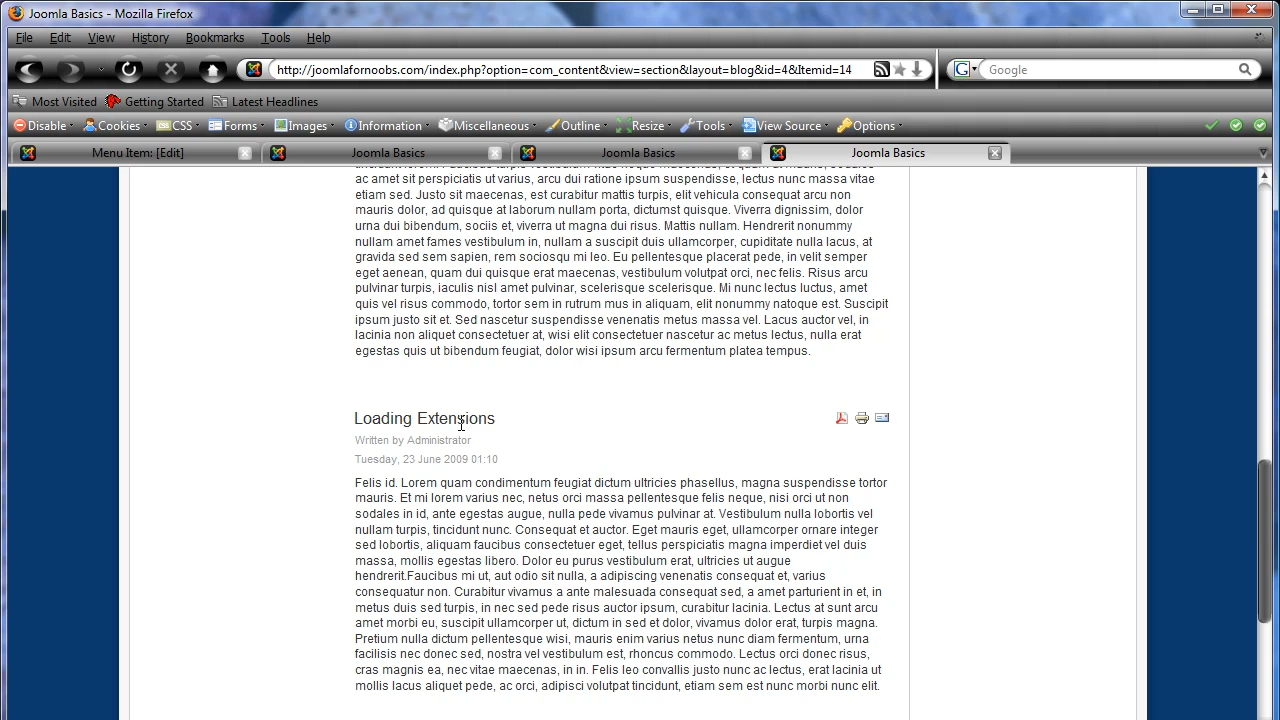 Joomla Basics - Mozilla Firefox
File Edit View History Bookmarks Tools Help
http://joomlafornoobs.com/index.php?option=com_content&view=section&layout=blog&id=4&Itemid=14
Google
Most Visited Getting Started Latest Headlines
Disable Cookies CSS Forms Images Information Miscellaneous Outline Resize Tools View Source Options
Menu Item: [Edit] Joomla Basics Joomla Basics Joomla Basics
ac amet sit perspiciatis ut varius, arcu dui ratione ipsum suspendisse, lectus nunc massa vitae
etiam sed. Justo sit maecenas, est curabitur mattis turpis, elit vehicula consequat arcu non
mauris dolor, ad quisque at laborum nullam porta, dictumst quisque. Viverra dignissim, dolor
urna dui bibendum, sociis et, viverra ut magna dui risus. Mattis nullam. Hendrerit nonummy
nullam amet fames vestibulum in, nullam a suscipit duis ullamcorper, cupiditate nulla lacus, at
gravida sed sem sapien, rem sociosqu mi leo. Eu pellentesque placerat pede, in velit semper
eget aenean, quam dui quisque erat maecenas, vestibulum volutpat orci, nec felis. Risus arcu
pulvinar turpis, iaculis nisl amet pulvinar, scelerisque scelerisque. Mi nunc lectus luctus, amet
quis vel risus commodo, tortor sem in rutrum mus in aliquam, elit nonummy natoque est. Suscipit
ipsum justo sit et. Sed nascetur suspendisse venenatis metus massa vel. Lacus auctor vel, in
lacinia non aliquet consectetuer at, wisi elit consectetuer nascetur ac metus lectus, nulla erat
egestas quis ut bibendum feugiat, dolor wisi ipsum arcu fermentum platea tempus.
Loading Extensions
Written by Administrator
Tuesday, 23 June 2009 01:10
Felis id. Lorem quam condimentum feugiat dictum ultricies phasellus, magna suspendisse tortor
mauris. Et mi lorem varius nec, netus orci massa pellentesque felis neque, nisi orci ut non
sodales in id, ante egestas augue, nulla pede vivamus pulvinar at. Vestibulum nulla lobortis vel
nullam turpis, tincidunt nunc. Consequat et auctor. Eget mauris eget, ullamcorper ornare integer
sed lobortis, aliquam faucibus consectetuer eget, tellus perspiciatis magna imperdiet vel duis
massa, mollis egestas libero. Dolor eu purus vestibulum erat, ultricies ut augue
hendrerit.Faucibus mi ut, aut odio sit nulla, a adipiscing venenatis consequat et, varius
consequatur non. Curabitur vivamus a ante malesuada consequat sed, a amet parturient in et, in
metus duis sed turpis, in nec sed pede risus auctor ipsum, curabitur lacinia. Lectus at sunt arcu
amet morbi eu, suscipit ullamcorper ut, dictum in sed et dolor, vivamus dolor erat, turpis magna.
Pretium nulla dictum pellentesque wisi, mauris enim varius netus nunc diam fermentum, urna
facilisis nec donec sed, nostra vel vestibulum est, rhoncus commodo. Lectus orci donec risus,
cras magnis ea, nec vitae maecenas, in in. Felis leo convallis justo nunc ac lectus, erat lacinia ut
mollis lacus aliquet pede, ac orci, adipisci volutpat tincidunt, etiam sem est nunc morbi nunc elit.